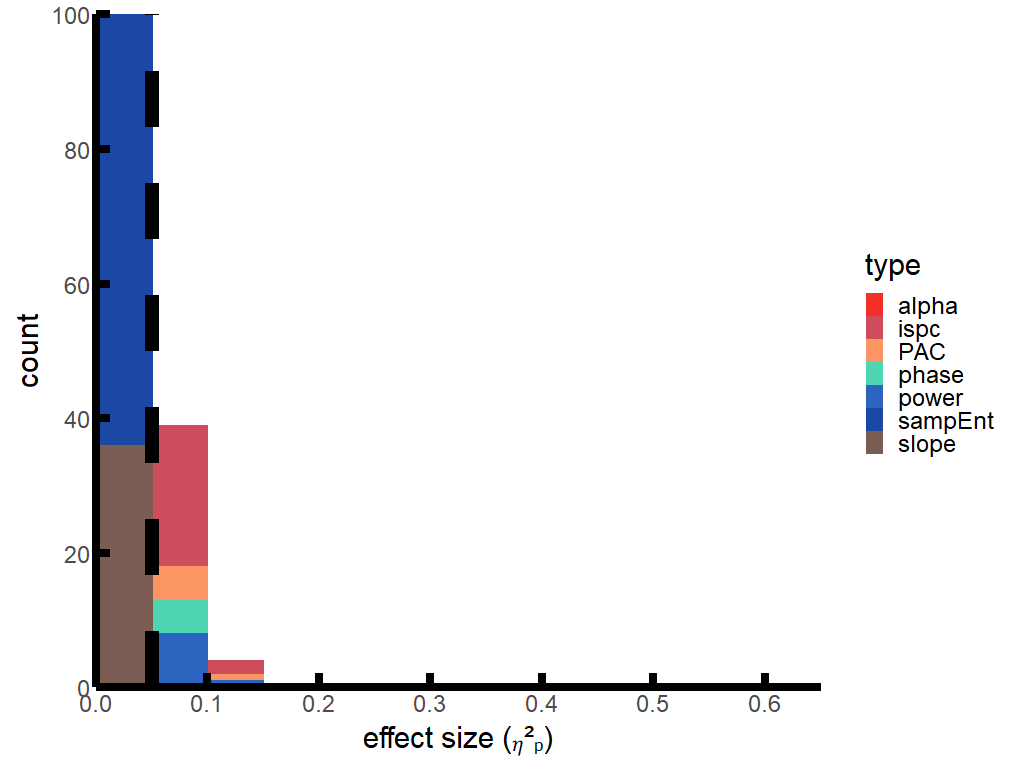 100
80
60
40
20
0
count
0.0 0.1 0.2 0.3 0.4 0.5 0.6
effect size (η²ₚ)
type
alpha
ispc
PAC
phase
power
sampEnt
slope